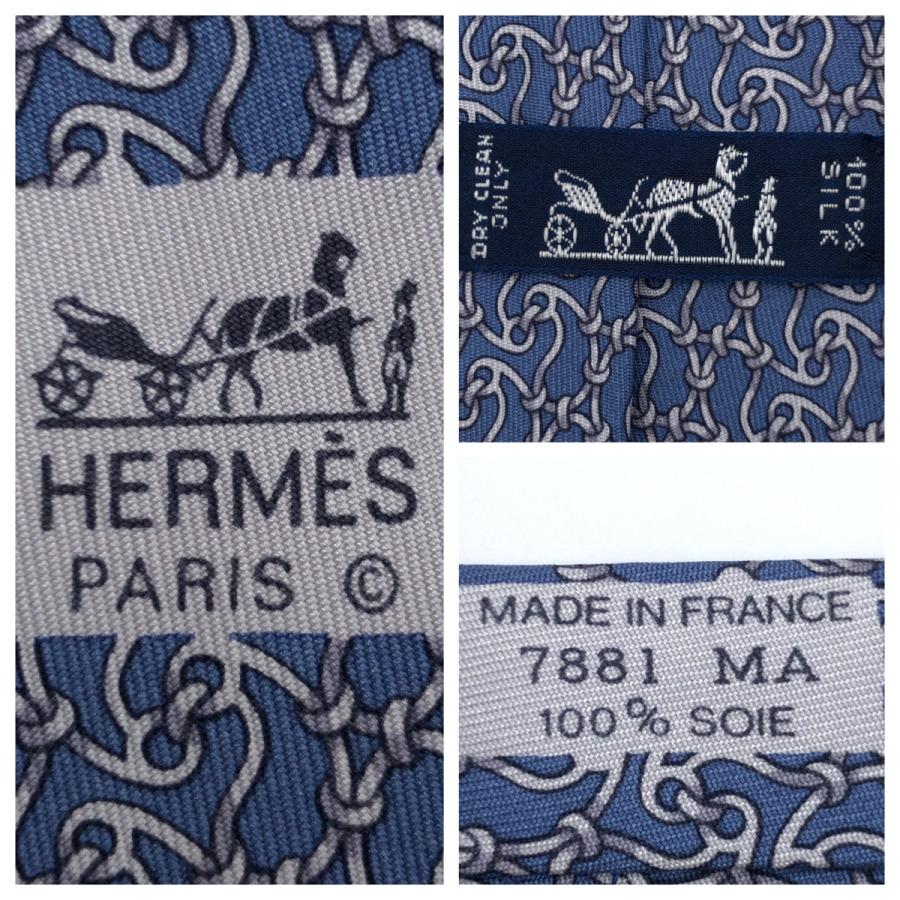 HERMÈS
PARIS ©
DRY CLEAN
ONLY
100%
SILK
MADE IN FRANCE
7881 MA
100% SOIE